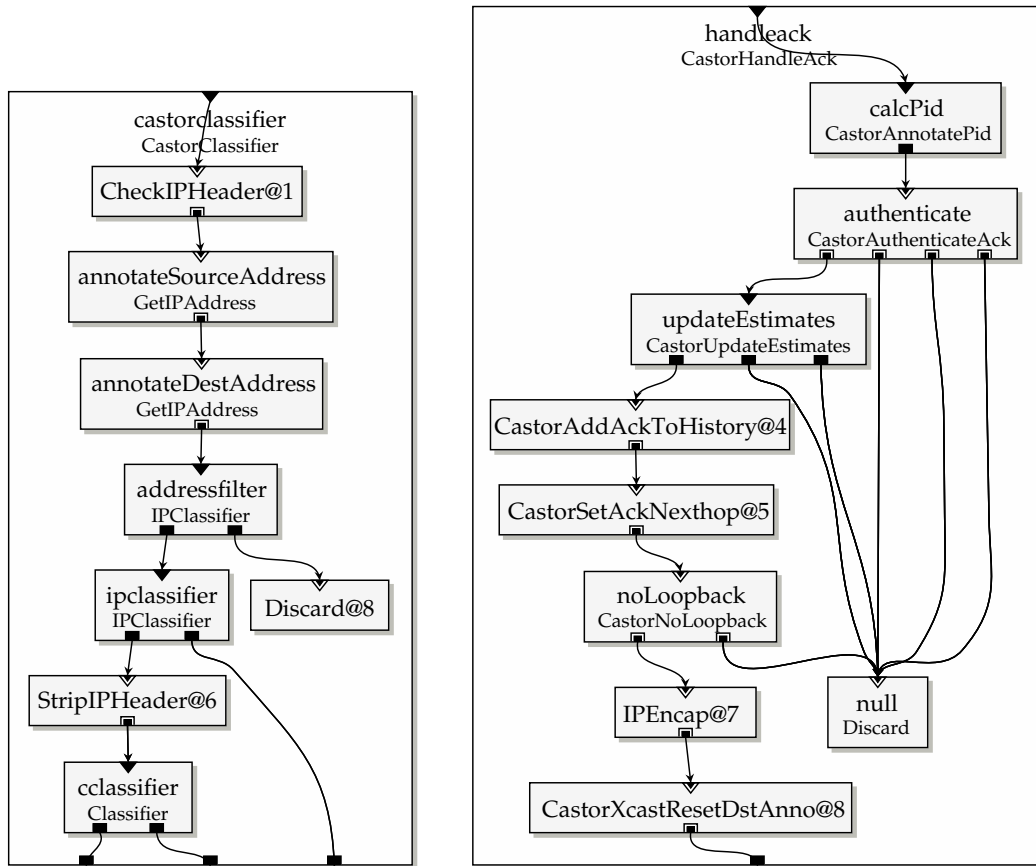 castorclassifier
CastorClassifier
CheckIPHeader@1
annotateSourceAddress
GetIPAddress
annotateDestAddress
GetIPAddress
addressfilter
IPClassifier
ipclassifier
IPClassifier
Discard@8
StripIPHeader@6
cclassifier
Classifier
handleack
CastorHandleAck
calcPid
CastorAnnotatePid
authenticate
CastorAuthenticateAck
updateEstimates
CastorUpdateEstimates
CastorAddAckToHistory@4
CastorSetAckNexthop@5
noLoopback
CastorNoLoopback
IPEncap@7
null
Discard
CastorXcastResetDstAnno@8